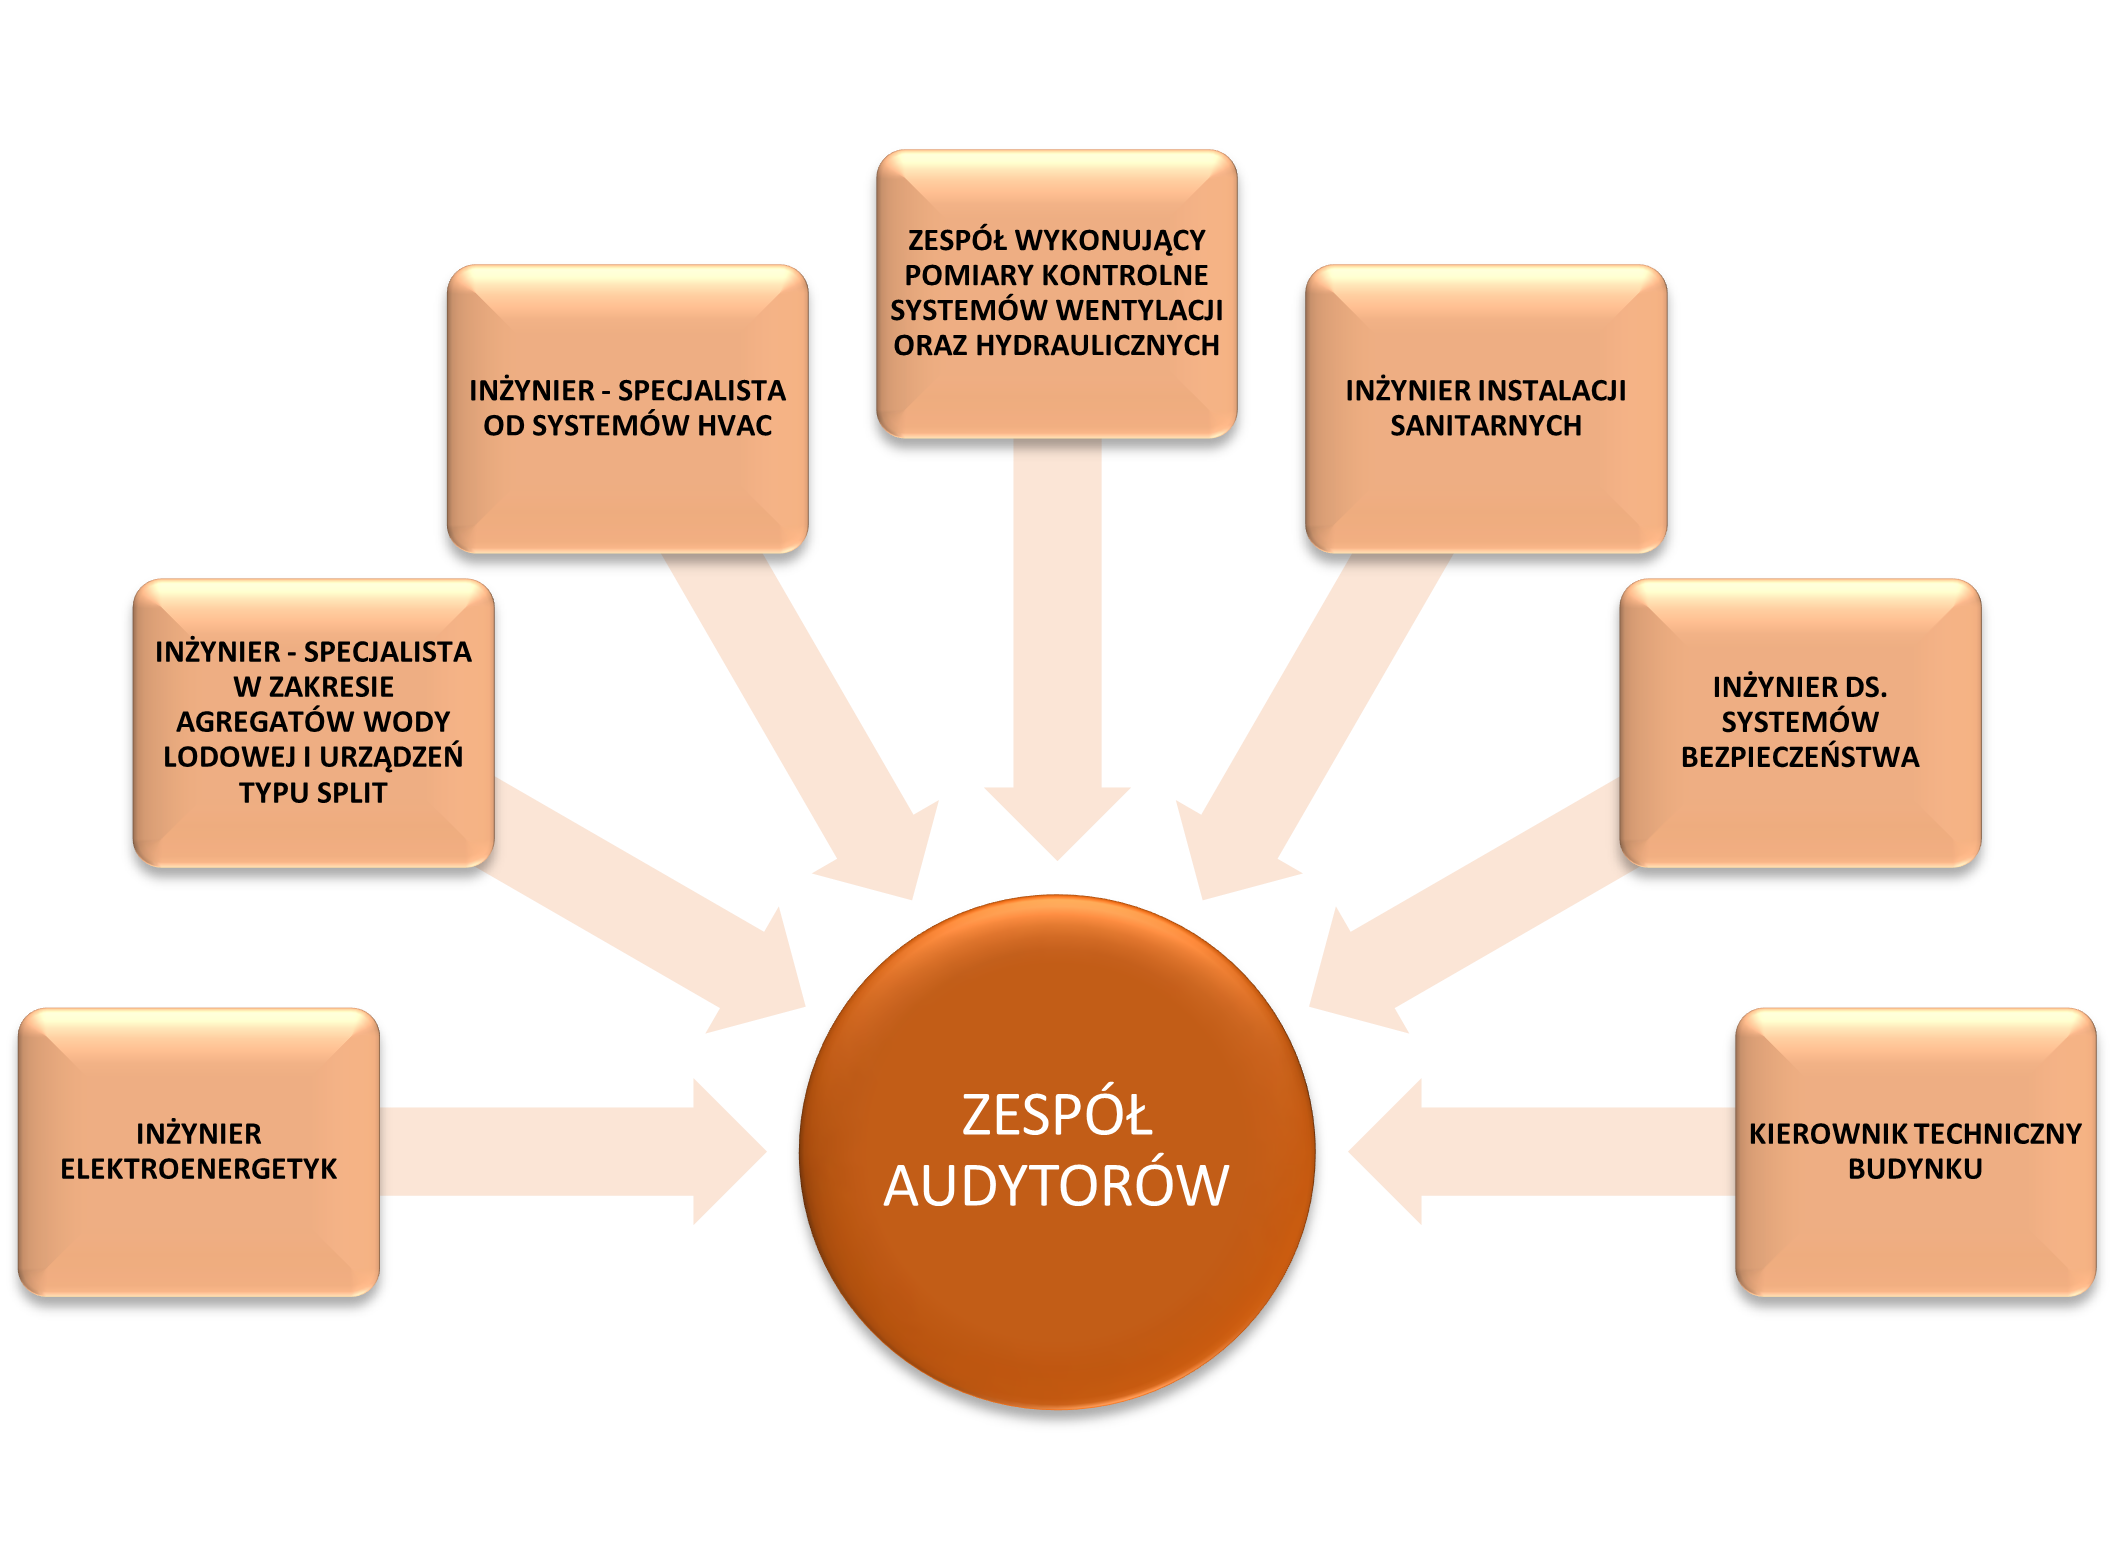 ZESPÓŁ WYKONUJĄCY
POMIARY KONTROLNE
SYSTEMÓW WENTYLACJI
ORAZ HYDRAULICZNYCH
INŻYNIER - SPECJALISTA
OD SYSTEMÓW HVAC
INŻYNIER INSTALACJI
SANITARNYCH
INŻYNIER - SPECJALISTA
W ZAKRESIE
AGREGATÓW WODY
LODOWEJ I URZĄDZEŃ
TYPU SPLIT
INŻYNIER DS.
SYSTEMÓW
BEZPIECZEŃSTWA
INŻYNIER
ELEKTROENERGETYK
ZESPÓŁ
AUDYTORÓW
KIEROWNIK TECHNICZNY
BUDYNKU